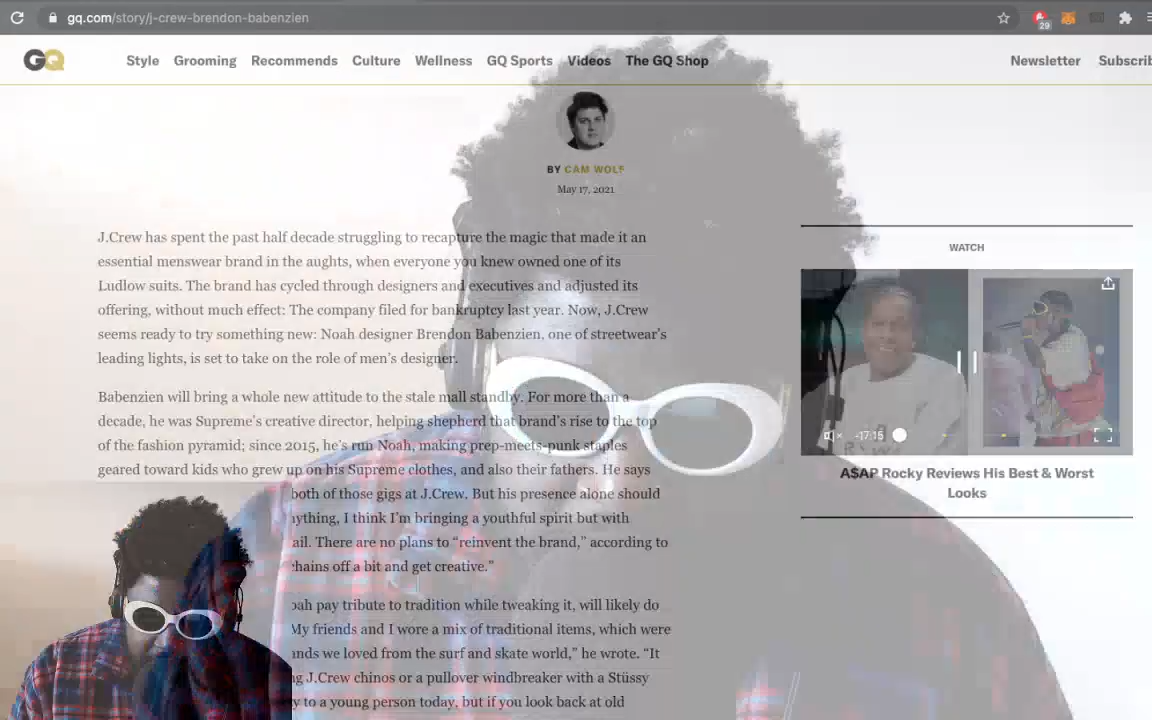 gq.com/story/j-crew-brendon-babenzien
29
GQ
Style Grooming Recommends Culture Wellness GQ Sports Videos The GQ Shop
Newsletter Subscrib
BY CAM WOLF
May 17, 2021
J.Crew has spent the past half decade struggling to recapture the magic that made it an
essential menswear brand in the aughts, when everyone you knew owned one of its
Ludlow suits. The brand has cycled through designers and executives and adjusted its
offering, without much effect: The company filed for bankruptcy last year. Now, J.Crew
seems ready to try something new: Noah designer Brendon Babenzien, one of streetwear's
leading lights, is set to take on the role of men's designer.
Babenzien will bring a whole new attitude to the stale mall standby. For more than a
decade, he was Supreme's creative director, helping shepherd that brand's rise to the top
of the fashion pyramid; since 2015, he's run Noah, making prep-meets-punk staples
geared toward kids who grew up on his Supreme clothes, and also their fathers. He says
both of those gigs at J.Crew. But his presence alone should
ything, I think I'm bringing a youthful spirit but with
ail. There are no plans to “reinvent the brand,” according to
chains off a bit and get creative.”
oah pay tribute to tradition while tweaking it, will likely do
My friends and I wore a mix of traditional items, which were
nds we loved from the surf and skate world,” he wrote. “It
g J.Crew chinos or a pullover windbreaker with a Stüssy
y to a young person today, but if you look back at old
WATCH
-17:15
A$AP Rocky Reviews His Best & Worst
Looks